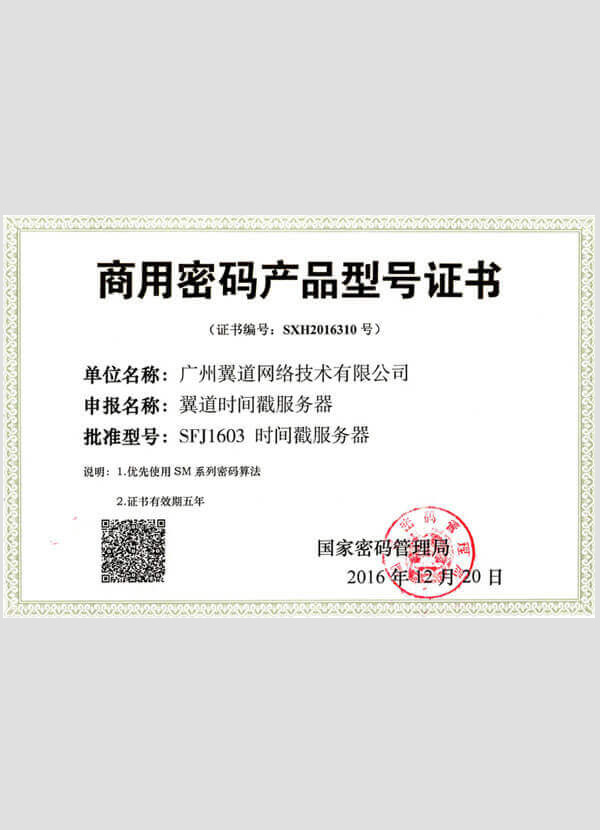 商用密码产品型号证书
（证书编号：SXH2016310 号）
单位名称：广州翼道网络技术有限公司
申报名称：翼道时间戳服务器
批准型号：SFJ1603 时间戳服务器
说明：1.优先使用 SM 系列密码算法
2.证书有效期五年
国家密码管理局
2016 年 12 月 20 日